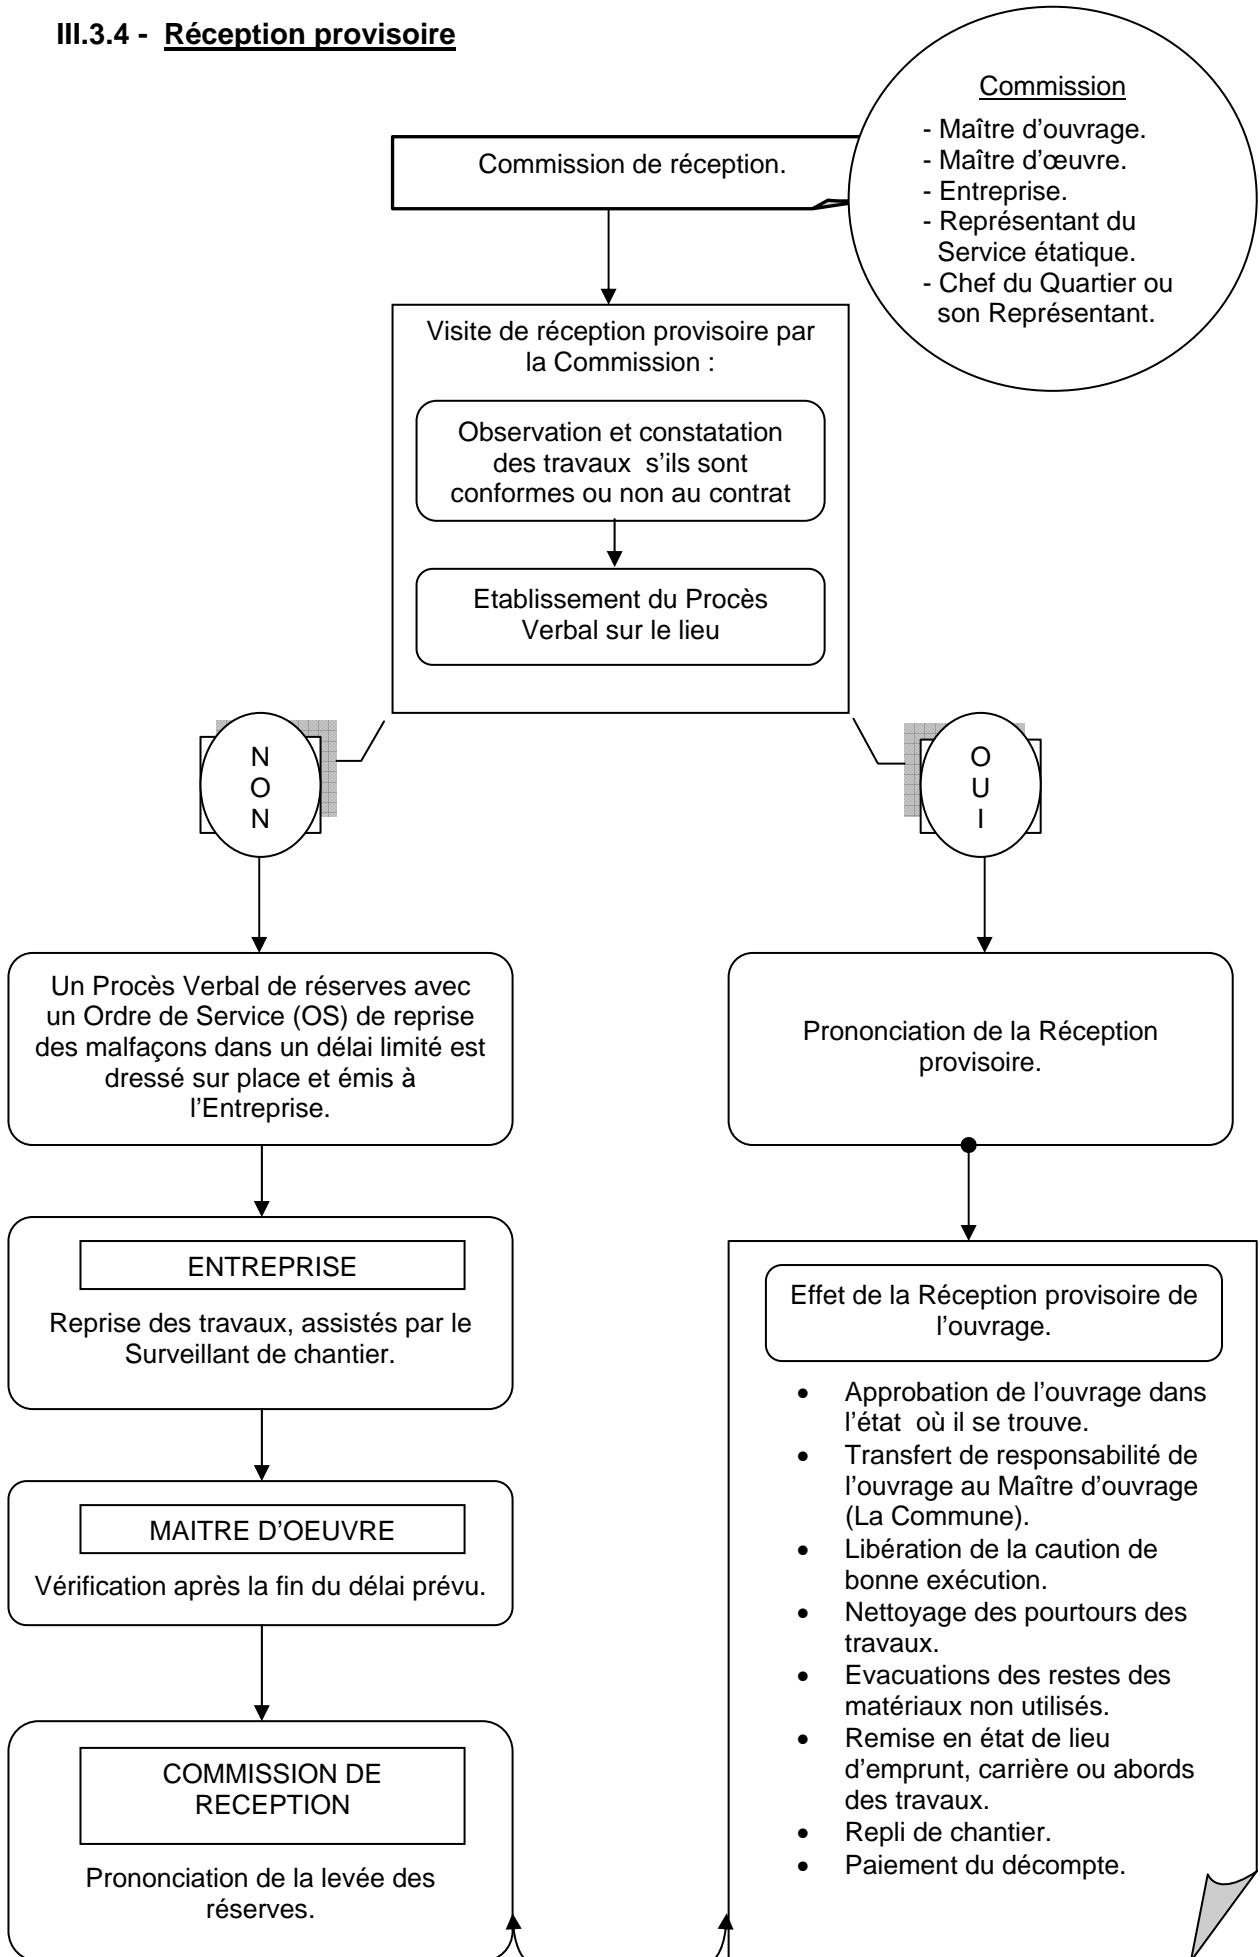 III.3.4 - Réception provisoire
Commission
- Maître d'ouvrage.
- Maître d'œuvre.
- Entreprise.
- Représentant du
Service étatique.
- Chef du Quartier ou
son Représentant.
Commission de réception.
Visite de réception provisoire par
la Commission :
Observation et constatation
des travaux s'ils sont
conformes ou non au contrat
Etablissement du Procès
Verbal sur le lieu
N
O
N
O
U
I
Un Procès Verbal de réserves avec
un Ordre de Service (OS) de reprise
des malfaçons dans un délai limité est
dressé sur place et émis à
l'Entreprise.
ENTREPRISE
Reprise des travaux, assistés par le
Surveillant de chantier.
MAITRE D'OEUVRE
Vérification après la fin du délai prévu.
COMMISSION DE
RECEPTION
Prononciation de la levée des
réserves.
Prononciation de la Réception
provisoire.
Effet de la Réception provisoire de
l'ouvrage.
• Approbation de l'ouvrage dans
l'état où il se trouve.
• Transfert de responsabilité de
l'ouvrage au Maître d'ouvrage
(La Commune).
• Libération de la caution de
bonne exécution.
• Nettoyage des pourtours des
travaux.
• Evacuations des restes des
matériaux non utilisés.
• Remise en état de lieu
d'emprunt, carrière ou abords
des travaux.
• Repli de chantier.
• Paiement du décompte.